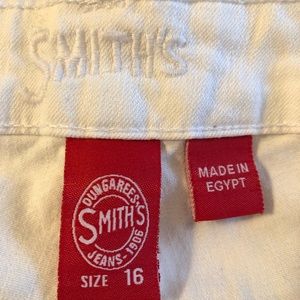 SMITH'S
DUNGAREES
SMITH'S
JEANS-1906
SIZE 16
MADE IN
EGYPT